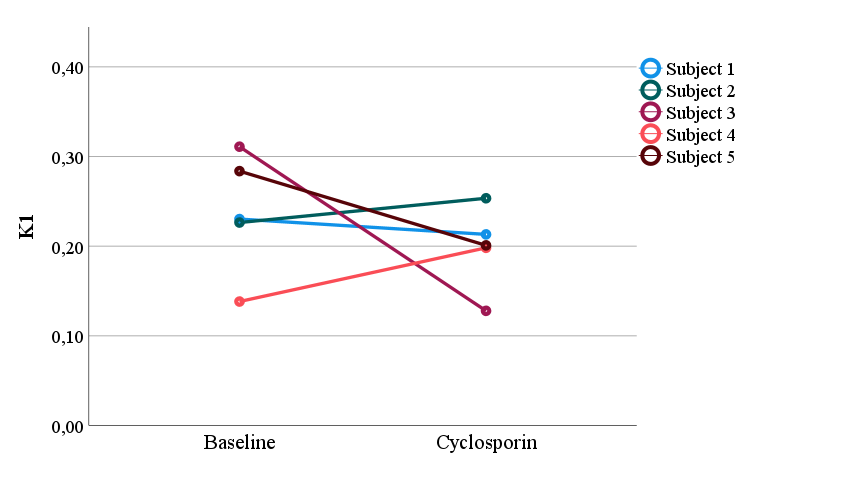 0,40
0,30
0,20
0,10
0,00
K1
Baseline
Cyclosporin
Subject 1
Subject 2
Subject 3
Subject 4
Subject 5